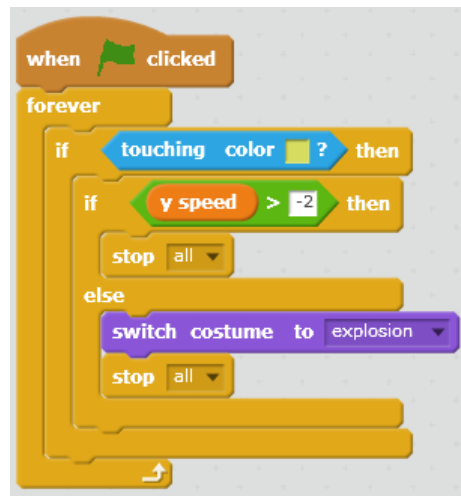 when clicked
forever
if touching color ? then
if y speed > -2 then
stop all
else
switch costume to explosion
stop all